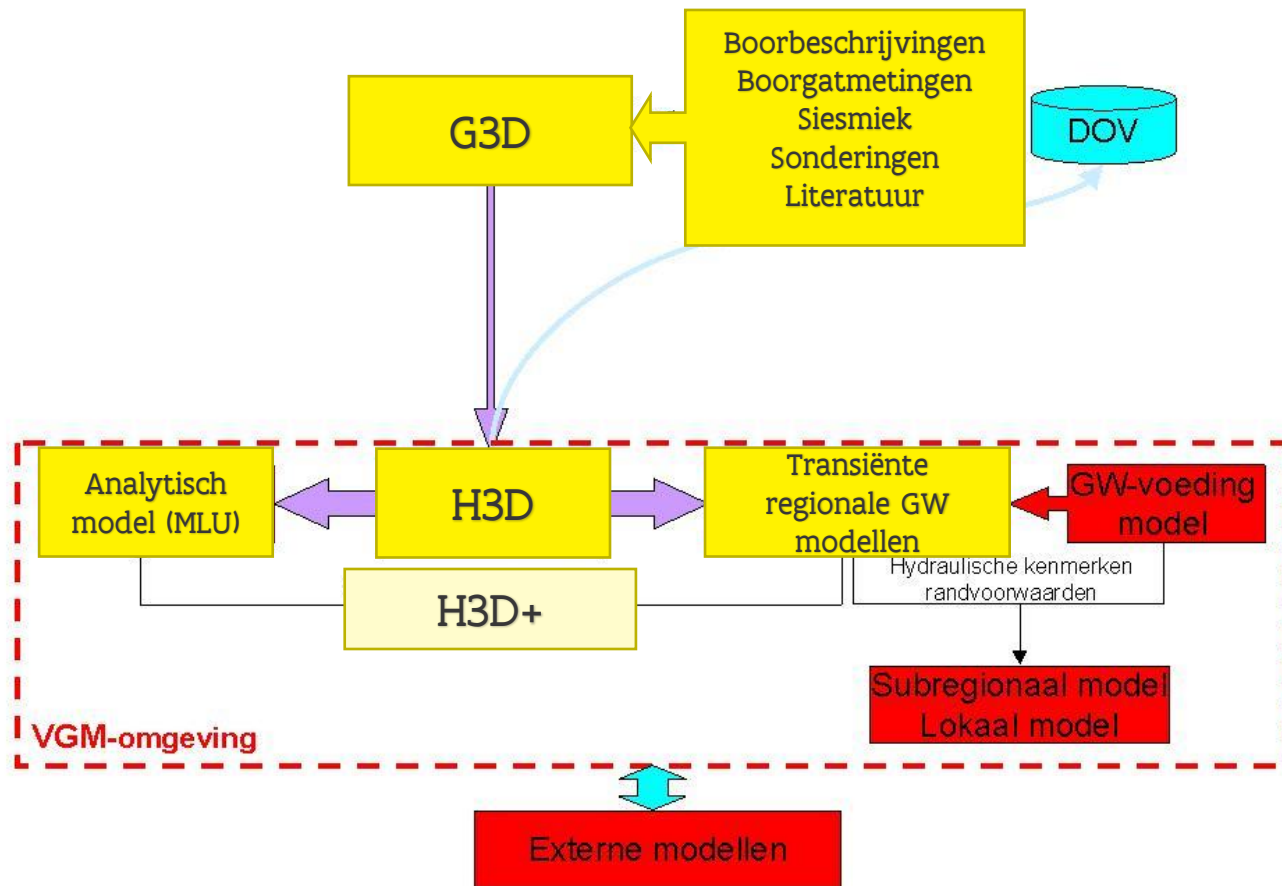 Boorbeschrijvingen
Boorgatmetingen
Siesmiek
Sonderingen
Literatuur
G3D
DOV
Analytisch
model (MLU)
H3D
Transiënte
regionale GW
modellen
GW-voeding
model
Hydraulische kenmerken
randvoorwaarden
H3D+
Subregionaal model
Lokaal model
VGM-omgeving
Externe modellen